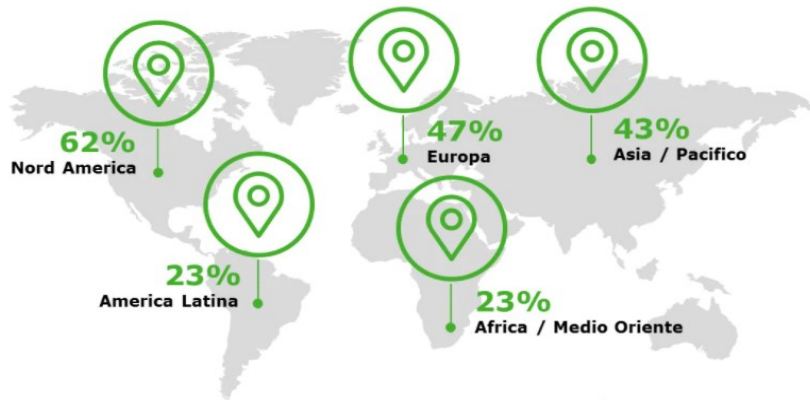 62%
Nord America
47%
Europa
43%
Asia / Pacifico
23%
America Latina
23%
Africa / Medio Oriente